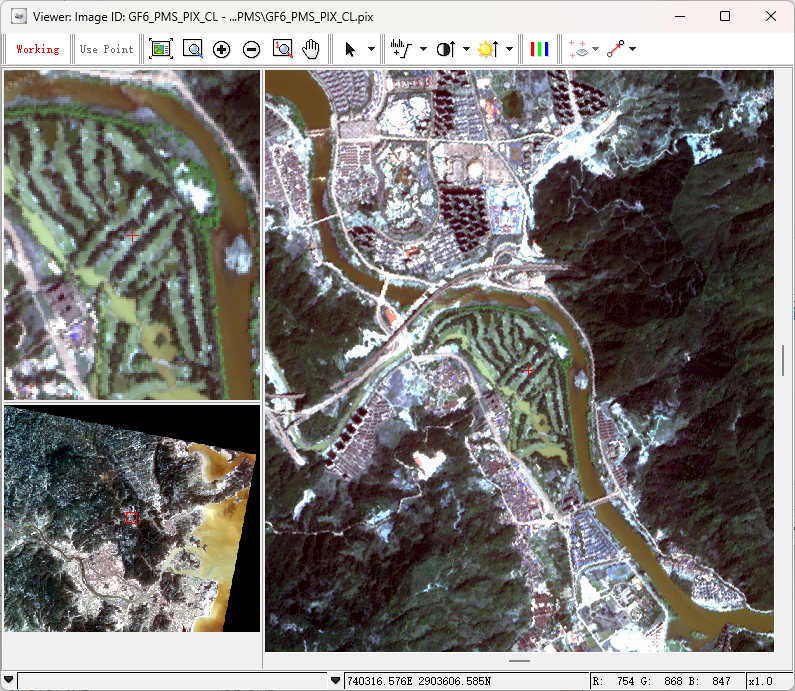 Viewer: Image ID: GF6_PMS_PIX_CL - ...PMS\GF6_PMS_PIX_CL.pix
Working Use Point
740316.576E 2903606.585N R: 754 G: 868 B: 847 x1.0